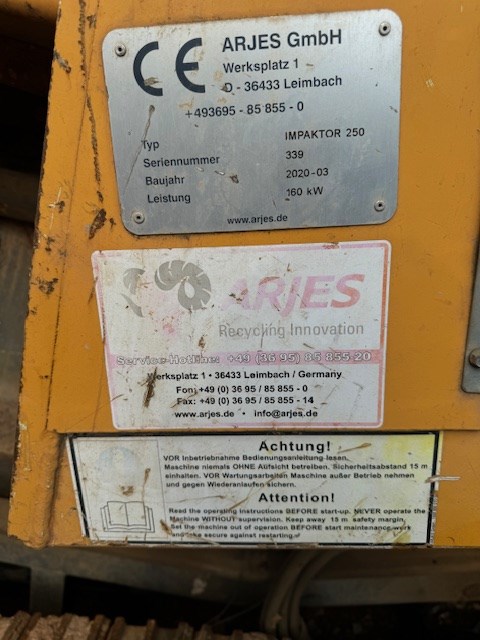 CE
ARJES GmbH
Werksplatz 1
D - 36433 Leimbach
+493695 - 85 855 - 0
Typ IMPAKTOR 250
Seriennummer 339
Baujahr 2020-03
Leistung 160 kW
www.arjes.de
ARJES
Recycling Innovation
Service-Hotline: +49 (36 95) 85 855 20
Werksplatz 1 • 36433 Leimbach / Germany
Fon: +49 (0) 36 95 / 85 855 - 0
Fax: +49 (0) 36 95 / 85 855 - 14
www.arjes.de • info@arjes.de
Achtung!
VOR Inbetriebnahme Bedienungsanleitung lesen.
Maschine niemals OHNE Aufsicht betreiben. Sicherheitsabstand 15 m
einhalten. VOR Wartungsarbeiten Maschine außer Betrieb nehmen
und gegen Wiederanlaufen sichern.
Attention!
Read the operating instructions BEFORE start-up. NEVER operate the
Machine WITHOUT supervision. Keep away 15 m safety margin.
Set the machine out of operation BEFORE start maintenance work
and take secure against restarting.